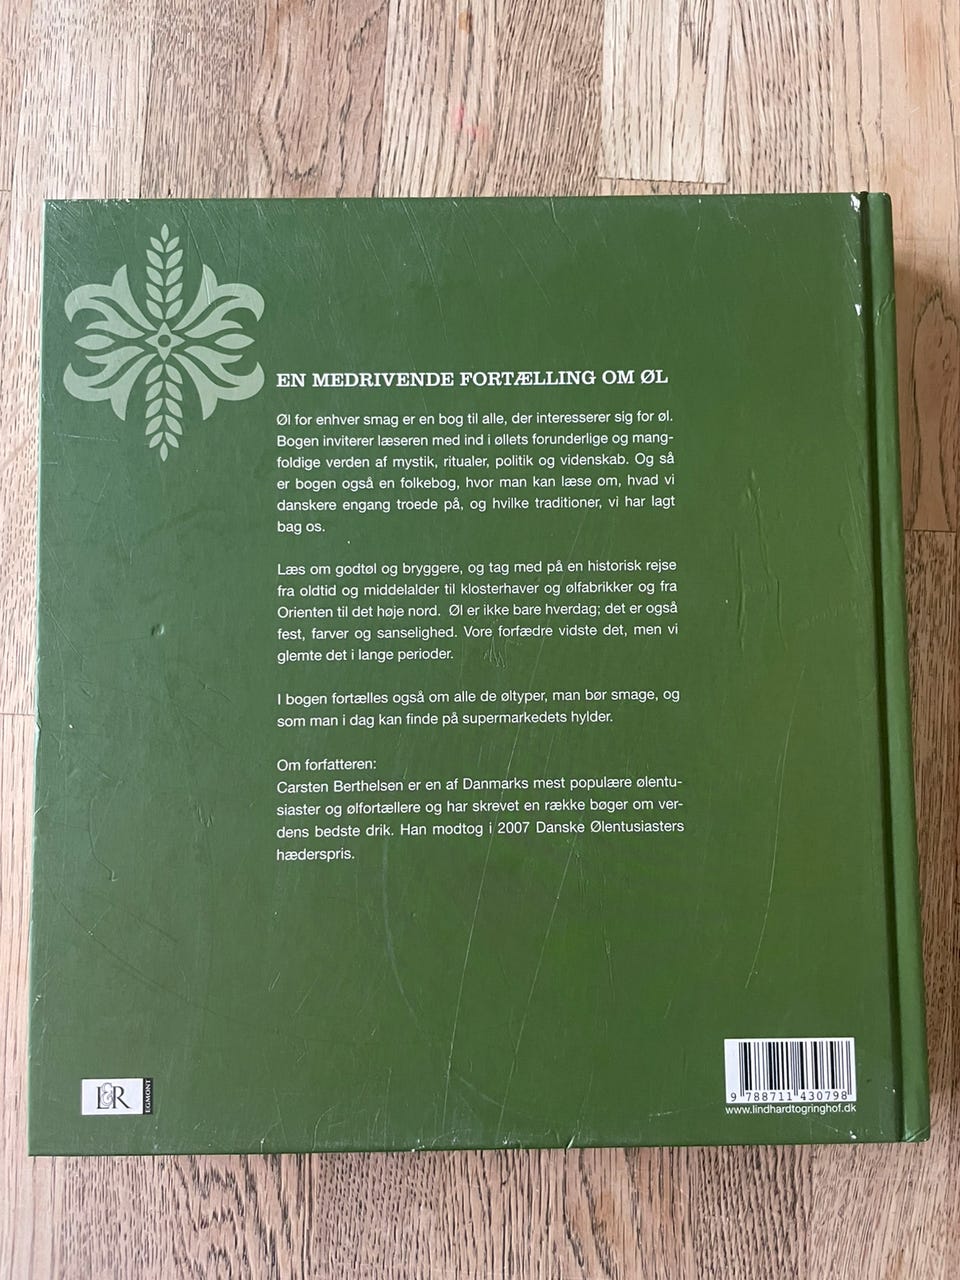 EN MEDRIVENDE FORTÆLLING OM ØL
Øl for enhver smag er en bog til alle, der interesserer sig for øl.
Bogen inviterer læseren med ind i øllets forunderlige og mang-
foldige verden af mystik, ritualer, politik og videnskab. Og så
er bogen også en folkebog, hvor man kan læse om, hvad vi
danskere engang troede på, og hvilke traditioner, vi har lagt
bag os.
Læs om godtøl og bryggere, og tag med på en historisk rejse
fra oldtid og middelalder til klosterhaver og ølfabrikker og fra
Orienten til det høje nord. Øl er ikke bare hverdag; det er også
fest, farver og sanselighed. Vore forfædre vidste det, men vi
glemte det i lange perioder.
I bogen fortælles også om alle de øltyper, man bør smage, og
som man i dag kan finde på supermarkedets hylder.
Om forfatteren:
Carsten Berthelsen er en af Danmarks mest populære ølentu-
siaster og ølfortællere og har skrevet en række bøger om ver-
dens bedste drik. Han modtog i 2007 Danske Ølentusiasters
hæderspris.
L&R
EGMONT
9 788711 430798
www.lindhardtogringhof.dk